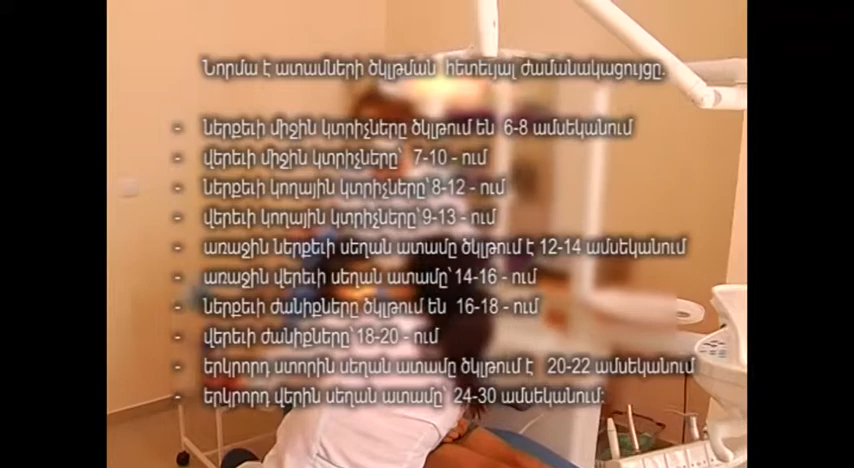 Նորմա է ատամների ծկլթման հետեւյալ ժամանակացույցը.
- ներքեւի միջին կտրիչները ծկլթում են 6-8 ամսեկանում
- վերեւի միջին կտրիչները՝ 7-10 - ում
- ներքեւի կողային կտրիչները՝ 8-12 - ում
- վերեւի կողային կտրիչները՝ 9-13 - ում
- առաջին ներքեւի սեղան ատամը ծկլթում է 12-14 ամսեկանում
- առաջին վերեւի սեղան ատամը՝ 14-16 - ում
- ներքեւի ժանիքները ծկլթում են 16-18 - ում
- վերեւի ժանիքները՝ 18-20 - ում
- երկրորդ ստորին սեղան ատամը ծկլթում է 20-22 ամսեկանում
- երկրորդ վերին սեղան ատամը՝ 24-30 ամսեկանում: